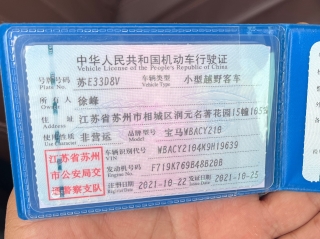 中华人民共和国机动车行驶证
Vehicle License of the People's Republic of China
号牌号码 苏E33D8V 车辆类型 小型越野客车
Plate No. Vehicle Type
所有人 徐峰
Owner
住址 江苏省苏州市相城区润元名著花园15幢165%
Address
使用性质 非营运 品牌型号 宝马WBACY210
Use Character Model
车辆识别代号 WBACY2104K9H19639
VIN
发动机号码 F719K769B48B20B
Engine No.
注册日期 2021-10-22 发证日期 2021-10-25
Register Date Issue Date
江苏省苏州
市公安局交
通警察支队